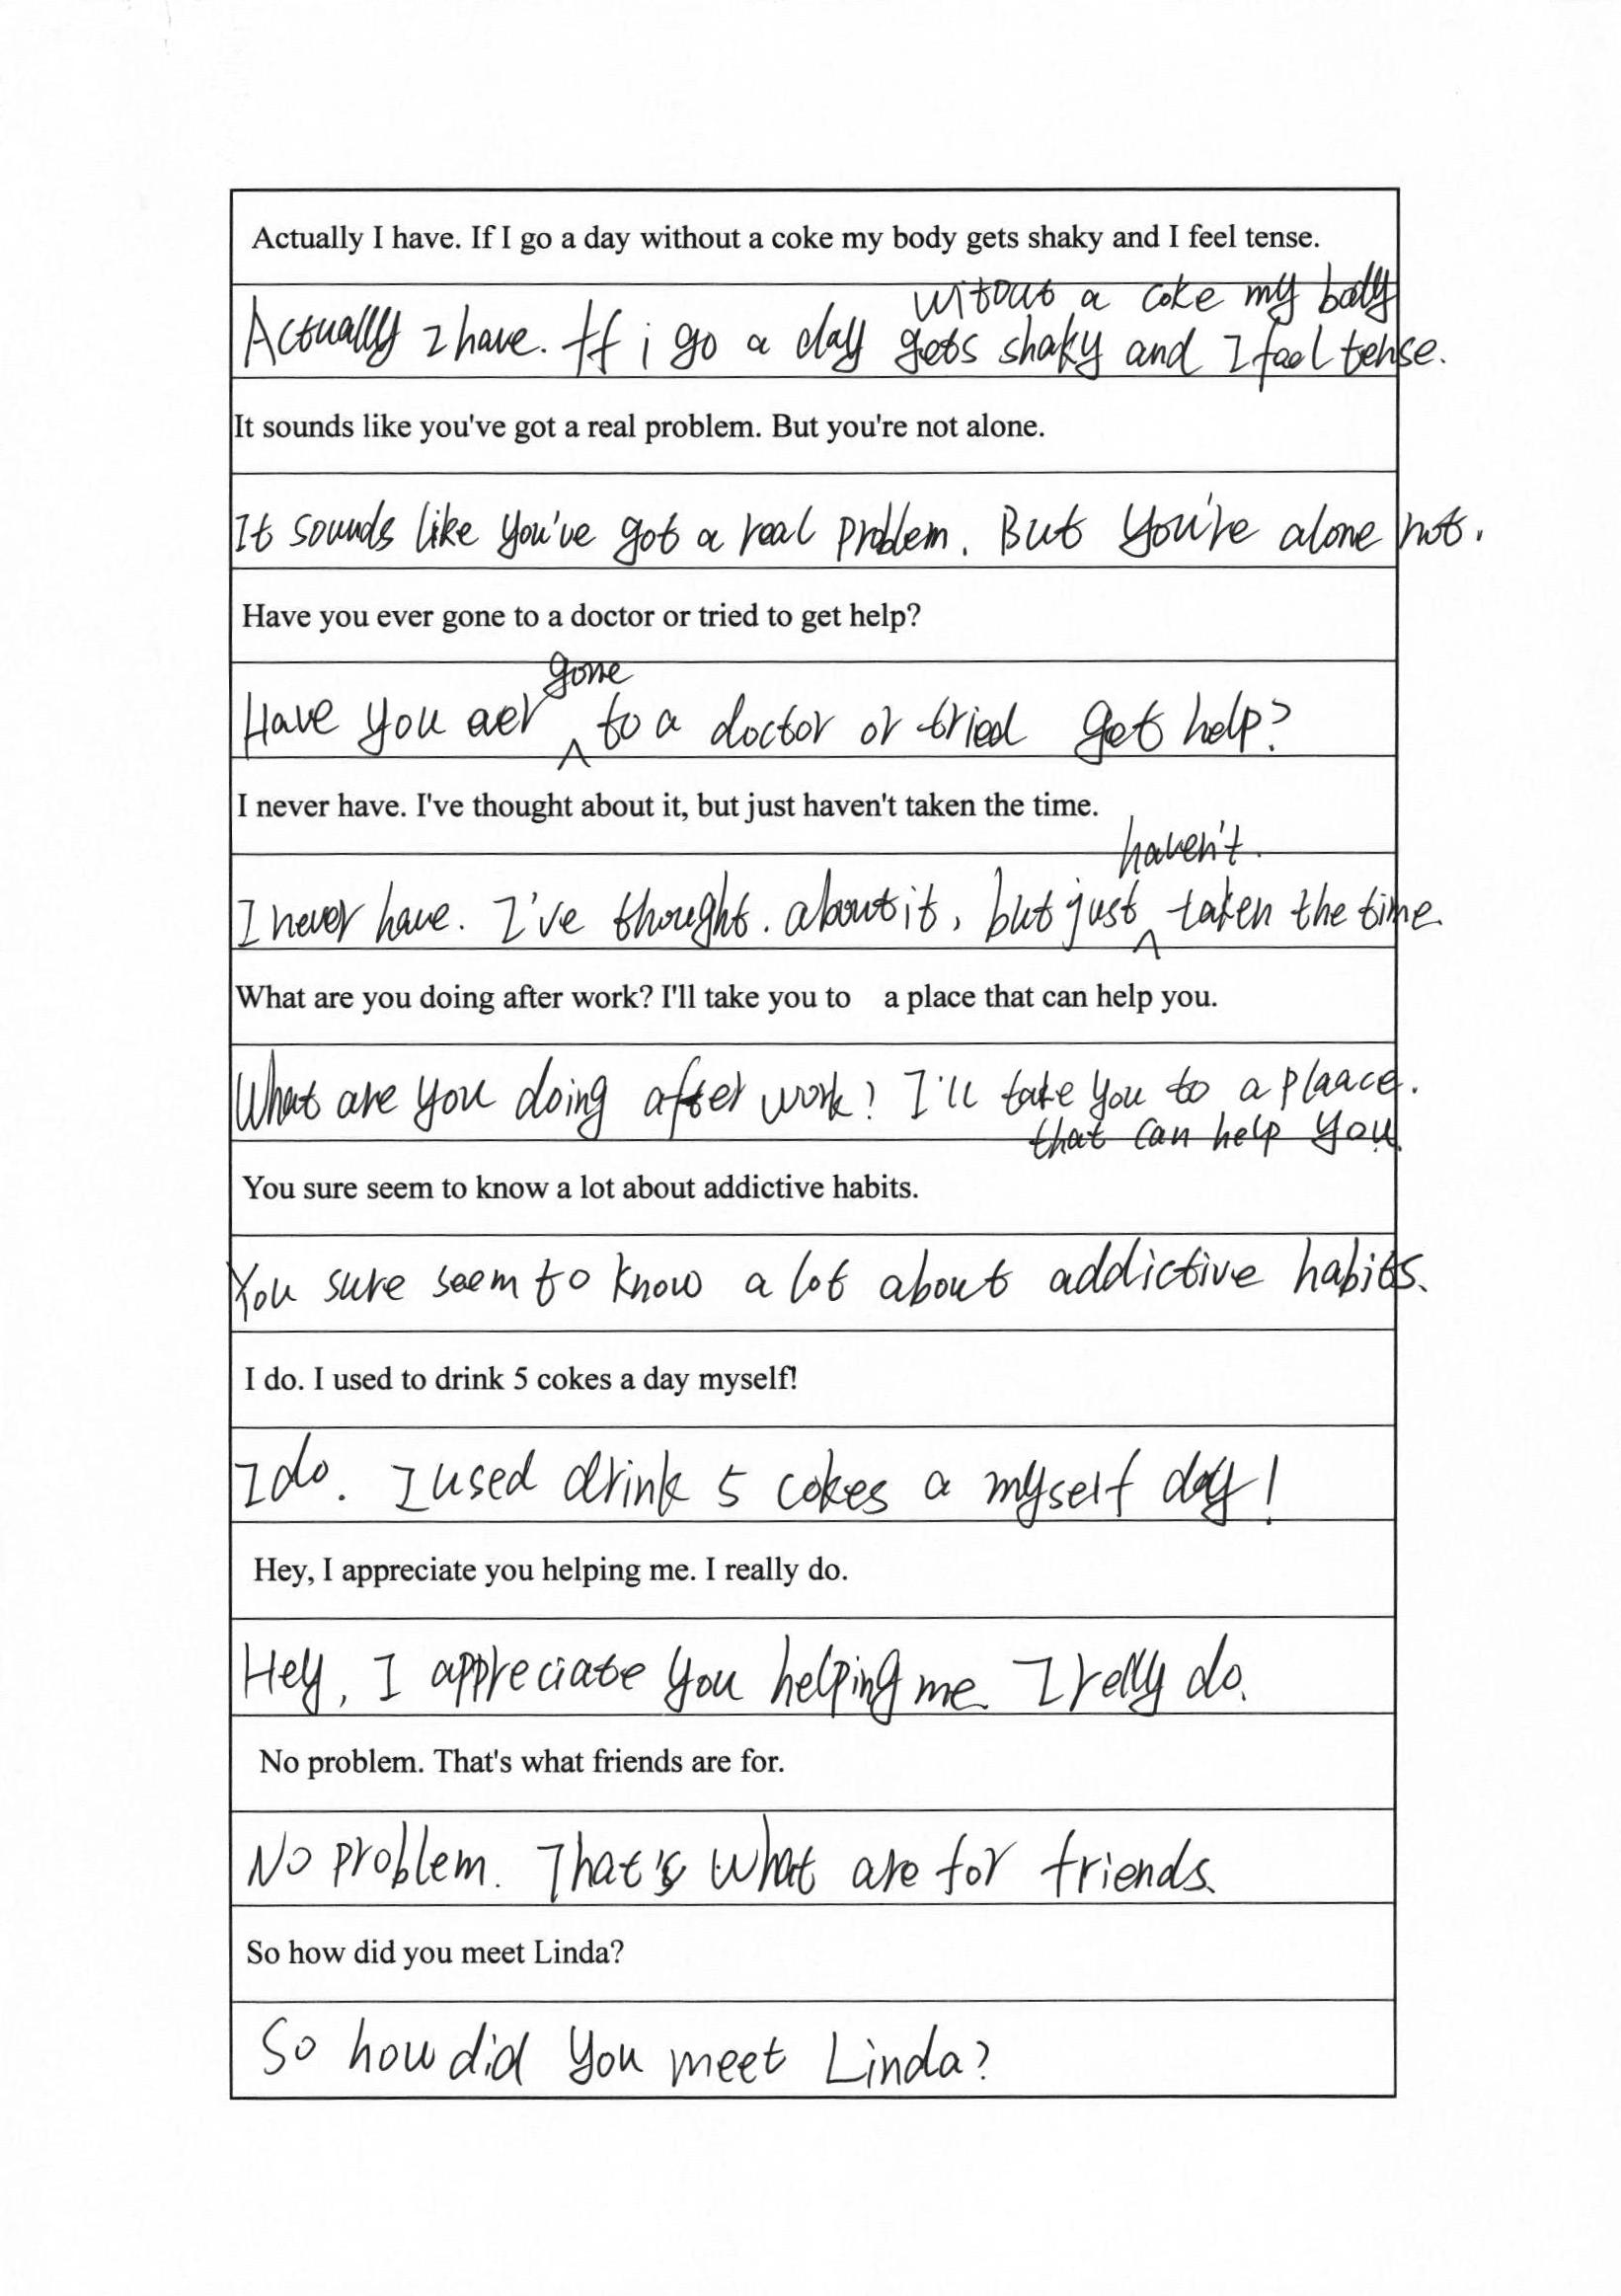 Actually I have. If I go a day without a coke my body gets shaky and I feel tense.
witout a coke my body
Actually I have. If i go a day gets shaky and I feel tense.
It sounds like you've got a real problem. But you're not alone.
It sounds like you've got a real problem. But you're alone not.
Have you ever gone to a doctor or tried to get help?
gone
Have you ever to a doctor or tried get help?
I never have. I've thought about it, but just haven't taken the time.
haven't.
I never have. I've thought. about it, but just taken the time.
What are you doing after work? I'll take you to a place that can help you.
What are you doing after work? I'll take you to a plaace.
that can help you.
You sure seem to know a lot about addictive habits.
You sure seem to know a lot about addictive habits.
I do. I used to drink 5 cokes a day myself!
I do. I used drink 5 cokes a myself day!
Hey, I appreciate you helping me. I really do.
Hey, I appreciate you helping me. I relly do.
No problem. That's what friends are for.
No problem. That's what are for friends.
So how did you meet Linda?
So how did you meet Linda?